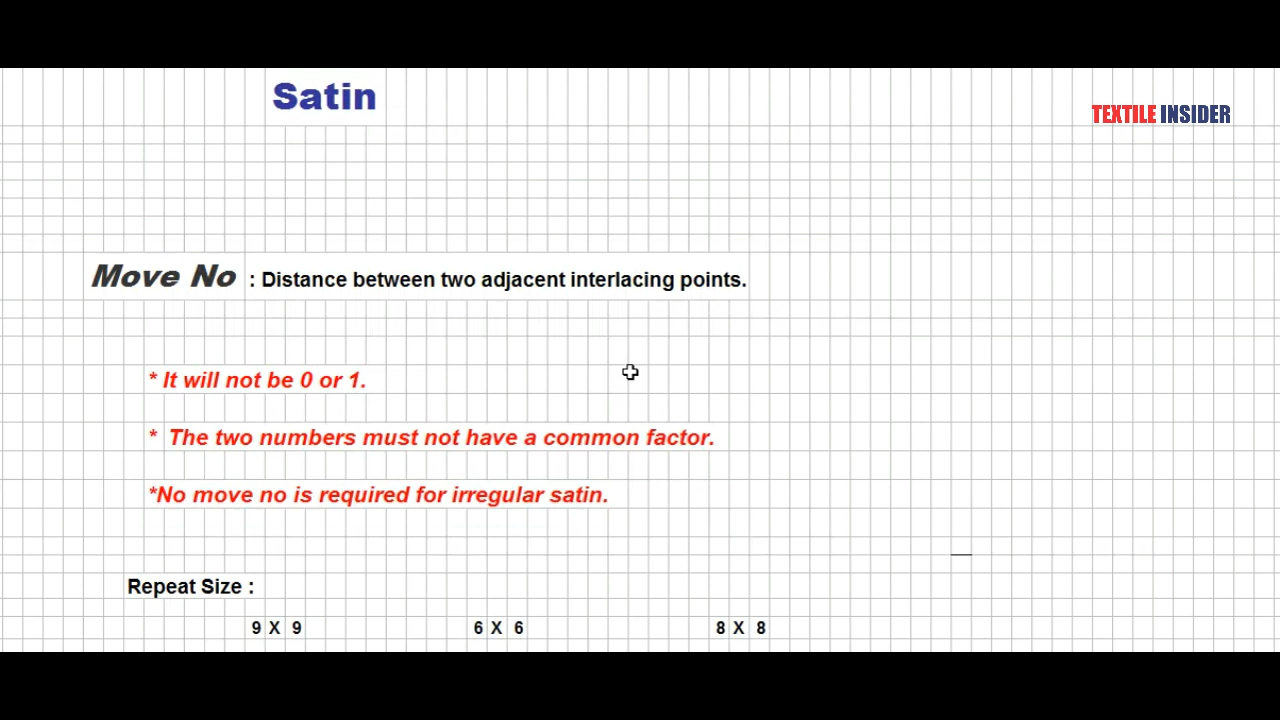 Satin
TEXTILE INSIDER
Move No : Distance between two adjacent interlacing points.
* It will not be 0 or 1.
* The two numbers must not have a common factor.
*No move no is required for irregular satin.
Repeat Size :
9 X 9 6 X 6 8 X 8